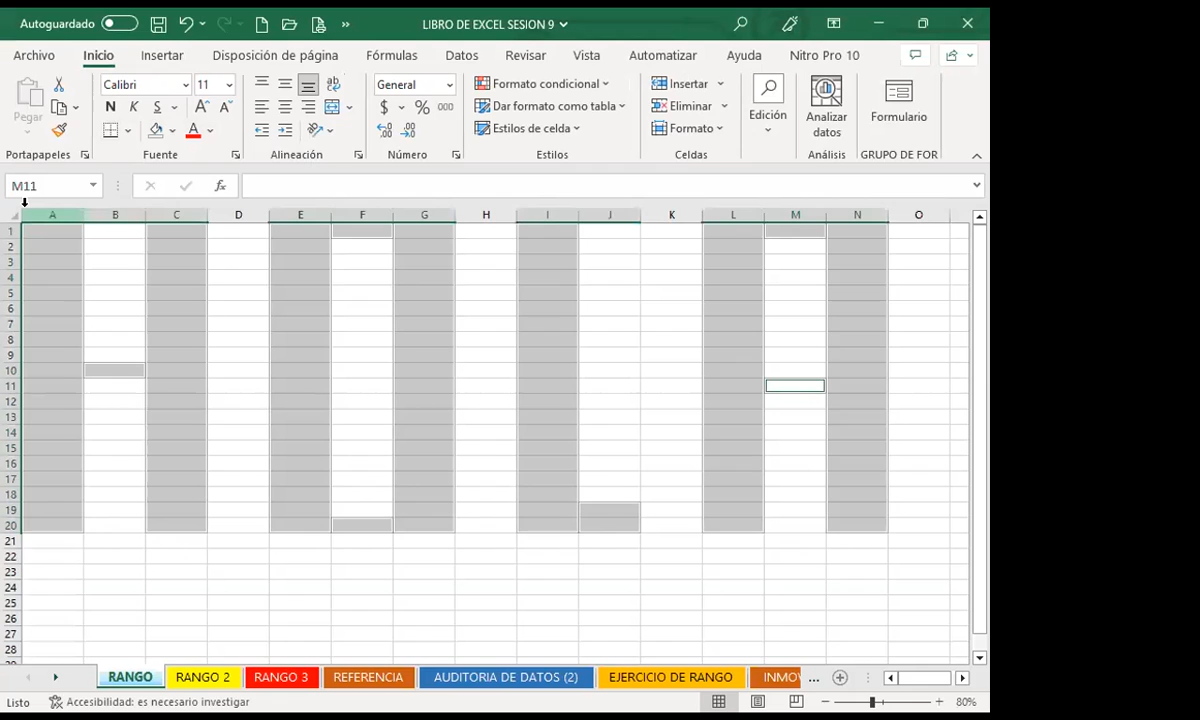 Autoguardado
LIBRO DE EXCEL SESION 9
Archivo Inicio Insertar Disposición de página Fórmulas Datos Revisar Vista Automatizar Ayuda Nitro Pro 10
Pegar
Calibri 11
N K S A A
A
General
$ % 000
Formato condicional
Dar formato como tabla
Estilos de celda
Insertar
Eliminar
Formato
Edición
Analizar datos
Formulario
Portapapeles Fuente Alineación Número Estilos Celdas Análisis GRUPO DE FOR
M11 fx
A B C D E F G H I J K L M N O
1
2
3
4
5
6
7
8
9
10
11
12
13
14
15
16
17
18
19
20
21
22
23
24
25
26
27
28
RANGO RANGO 2 RANGO 3 REFERENCIA AUDITORIA DE DATOS (2) EJERCICIO DE RANGO INMOV ...
Listo Accesibilidad: es necesario investigar 80%